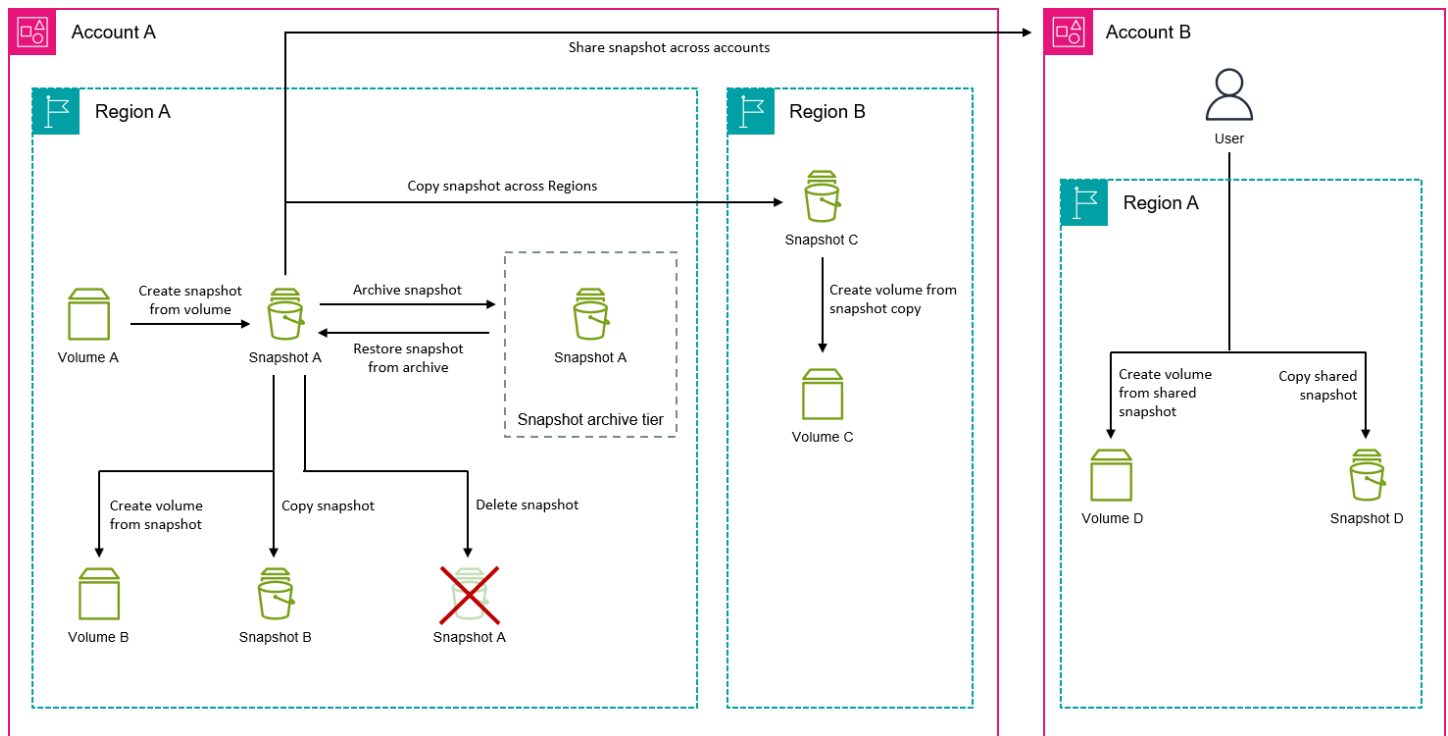 Account A
Share snapshot across accounts
Account B
Region A
Region B
User
Copy snapshot across Regions
Region A
Snapshot C
Create snapshot
from volume
Archive snapshot
Create volume from
snapshot copy
Restore snapshot
from archive
Volume A
Snapshot A
Snapshot A
Snapshot archive tier
Volume C
Create volume
from shared
snapshot
Copy shared
snapshot
Create volume
from snapshot
Copy snapshot
Delete snapshot
Volume D
Snapshot D
Volume B
Snapshot B
Snapshot A